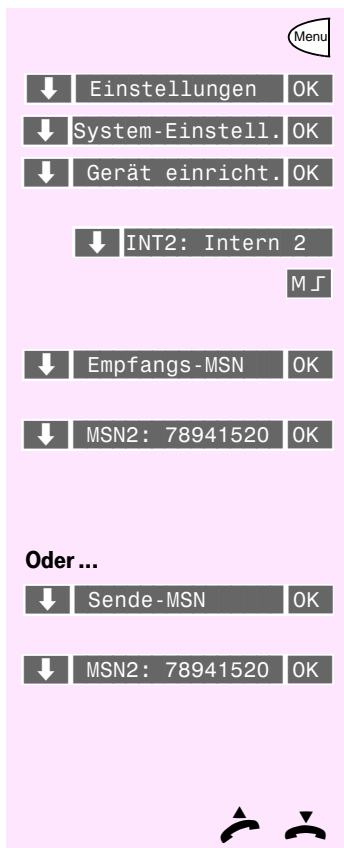 Menu
Einstellungen OK
System-Einstell. OK
Gerät einricht. OK
INT2: Intern 2
M
Empfangs-MSN OK
MSN2: 78941520 OK
Oder ...
Sende-MSN OK
MSN2: 78941520 OK